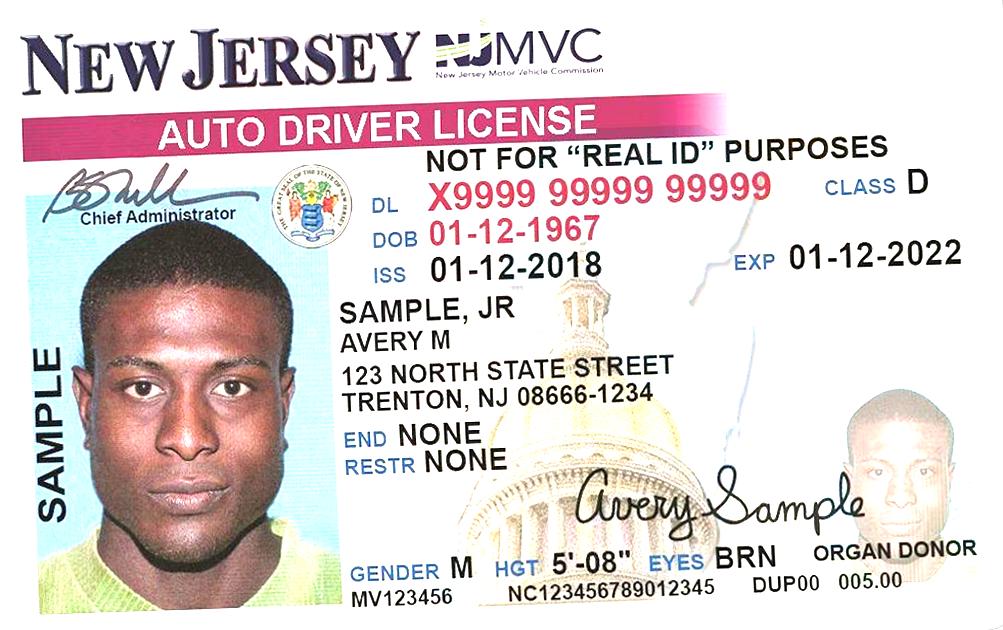 NEW JERSEY NJMVC
New Jersey Motor Vehicle Commission
AUTO DRIVER LICENSE
NOT FOR “REAL ID” PURPOSES
Chief Administrator
THE GREAT SEAL OF THE STATE OF NEW JERSEY
DL X9999 99999 99999 CLASS D
DOB 01-12-1967
ISS 01-12-2018 EXP 01-12-2022
SAMPLE, JR
AVERY M
123 NORTH STATE STREET
TRENTON, NJ 08666-1234
END NONE
RESTR NONE
SAMPLE
Avery Sample
GENDER M HGT 5'-08" EYES BRN ORGAN DONOR
MV123456 NC123456789012345 DUP00 005.00